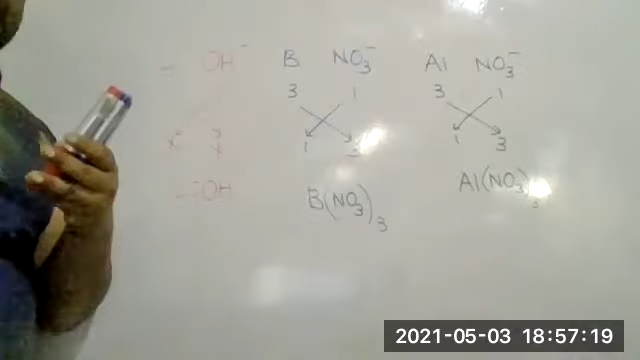 OH⁻ B NO₃⁻ Al NO₃⁻
3 1 3 1
1 1 3
OH B(NO₃)₃ Al(NO₃)₃
2021-05-03 18:57:19